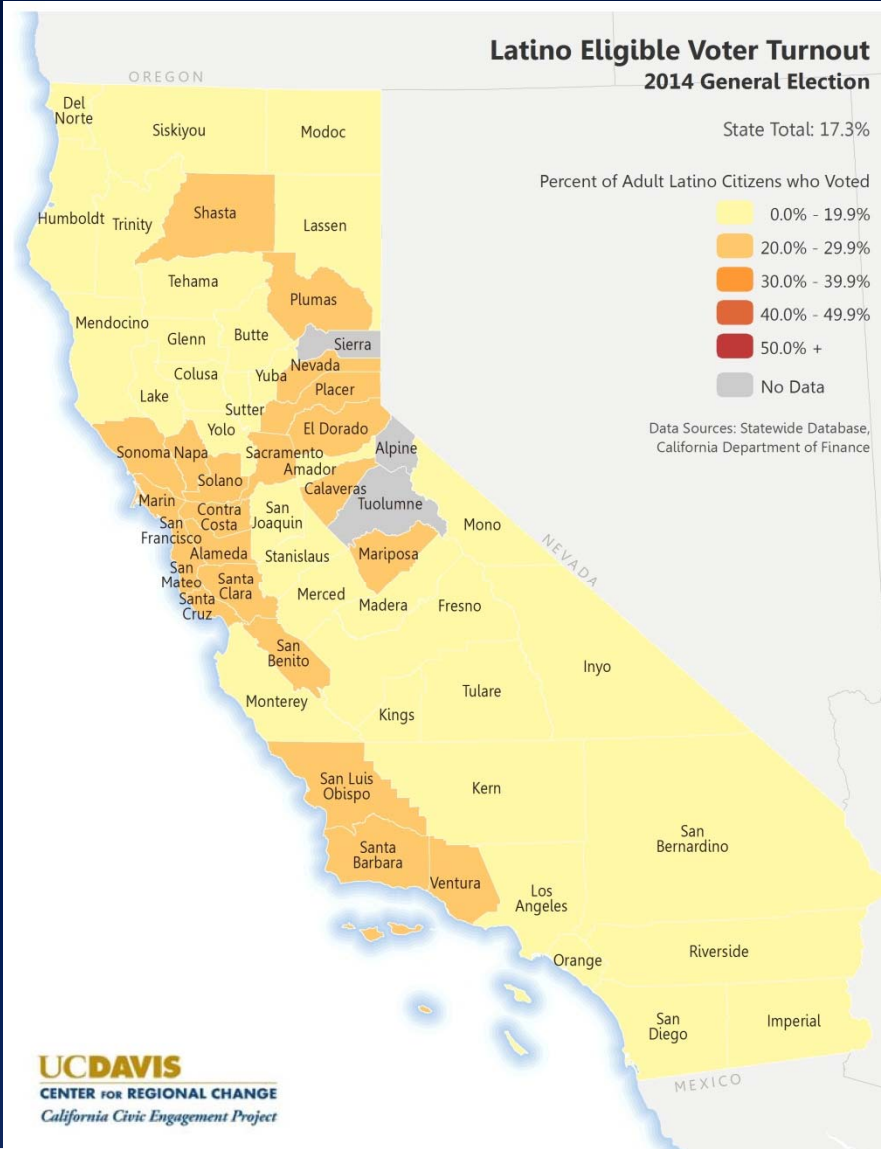 Latino Eligible Voter Turnout
2014 General Election
State Total: 17.3%
Percent of Adult Latino Citizens who Voted
0.0% - 19.9%
20.0% - 29.9%
30.0% - 39.9%
40.0% - 49.9%
50.0% +
No Data
Data Sources: Statewide Database,
California Department of Finance
OREGON
Del
Norte
Siskiyou
Modoc
Humboldt
Trinity
Shasta
Lassen
Tehama
Plumas
Mendocino
Glenn
Butte
Sierra
Colusa
Yuba
Nevada
Placer
Lake
Sutter
Yolo
El Dorado
Sonoma
Napa
Sacramento
Amador
Alpine
Solano
Calaveras
Marin
Contra
Costa
San
Joaquin
Tuolumne
San
Francisco
Alameda
Stanislaus
Mariposa
Mono
NEVADA
San
Mateo
Santa
Clara
Santa
Cruz
Merced
Madera
Fresno
San
Benito
Inyo
Monterey
Kings
Tulare
San Luis
Obispo
Kern
San
Bernardino
Santa
Barbara
Ventura
Los
Angeles
Orange
Riverside
San
Diego
Imperial
MEXICO
UCDAVIS
CENTER FOR REGIONAL CHANGE
California Civic Engagement Project